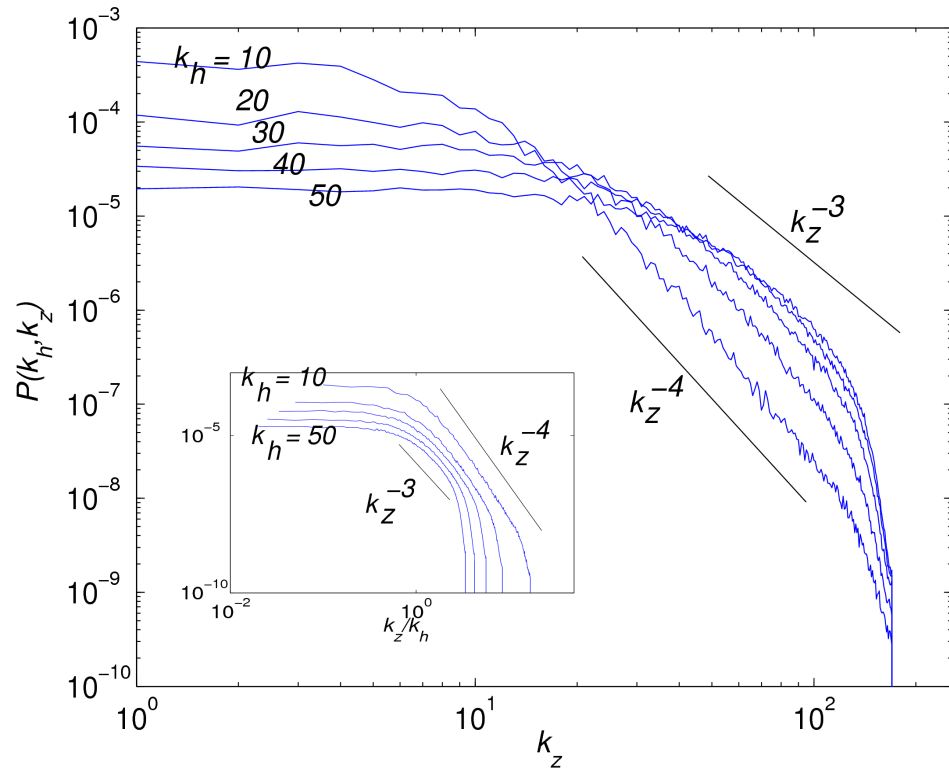 10^-3
k_h = 10
20
10^-4
30
40
50
10^-5
k_z^-3
10^-6
P(k_h,k_z)
k_h = 10
10^-7
k_z^-4
k_z^-4
10^-5
k_h = 50
k_z^-3
10^-8
10^-9
10^-10
10^-2
10^0
k_z/k_h
10^-10
10^0
10^1
10^2
k_z